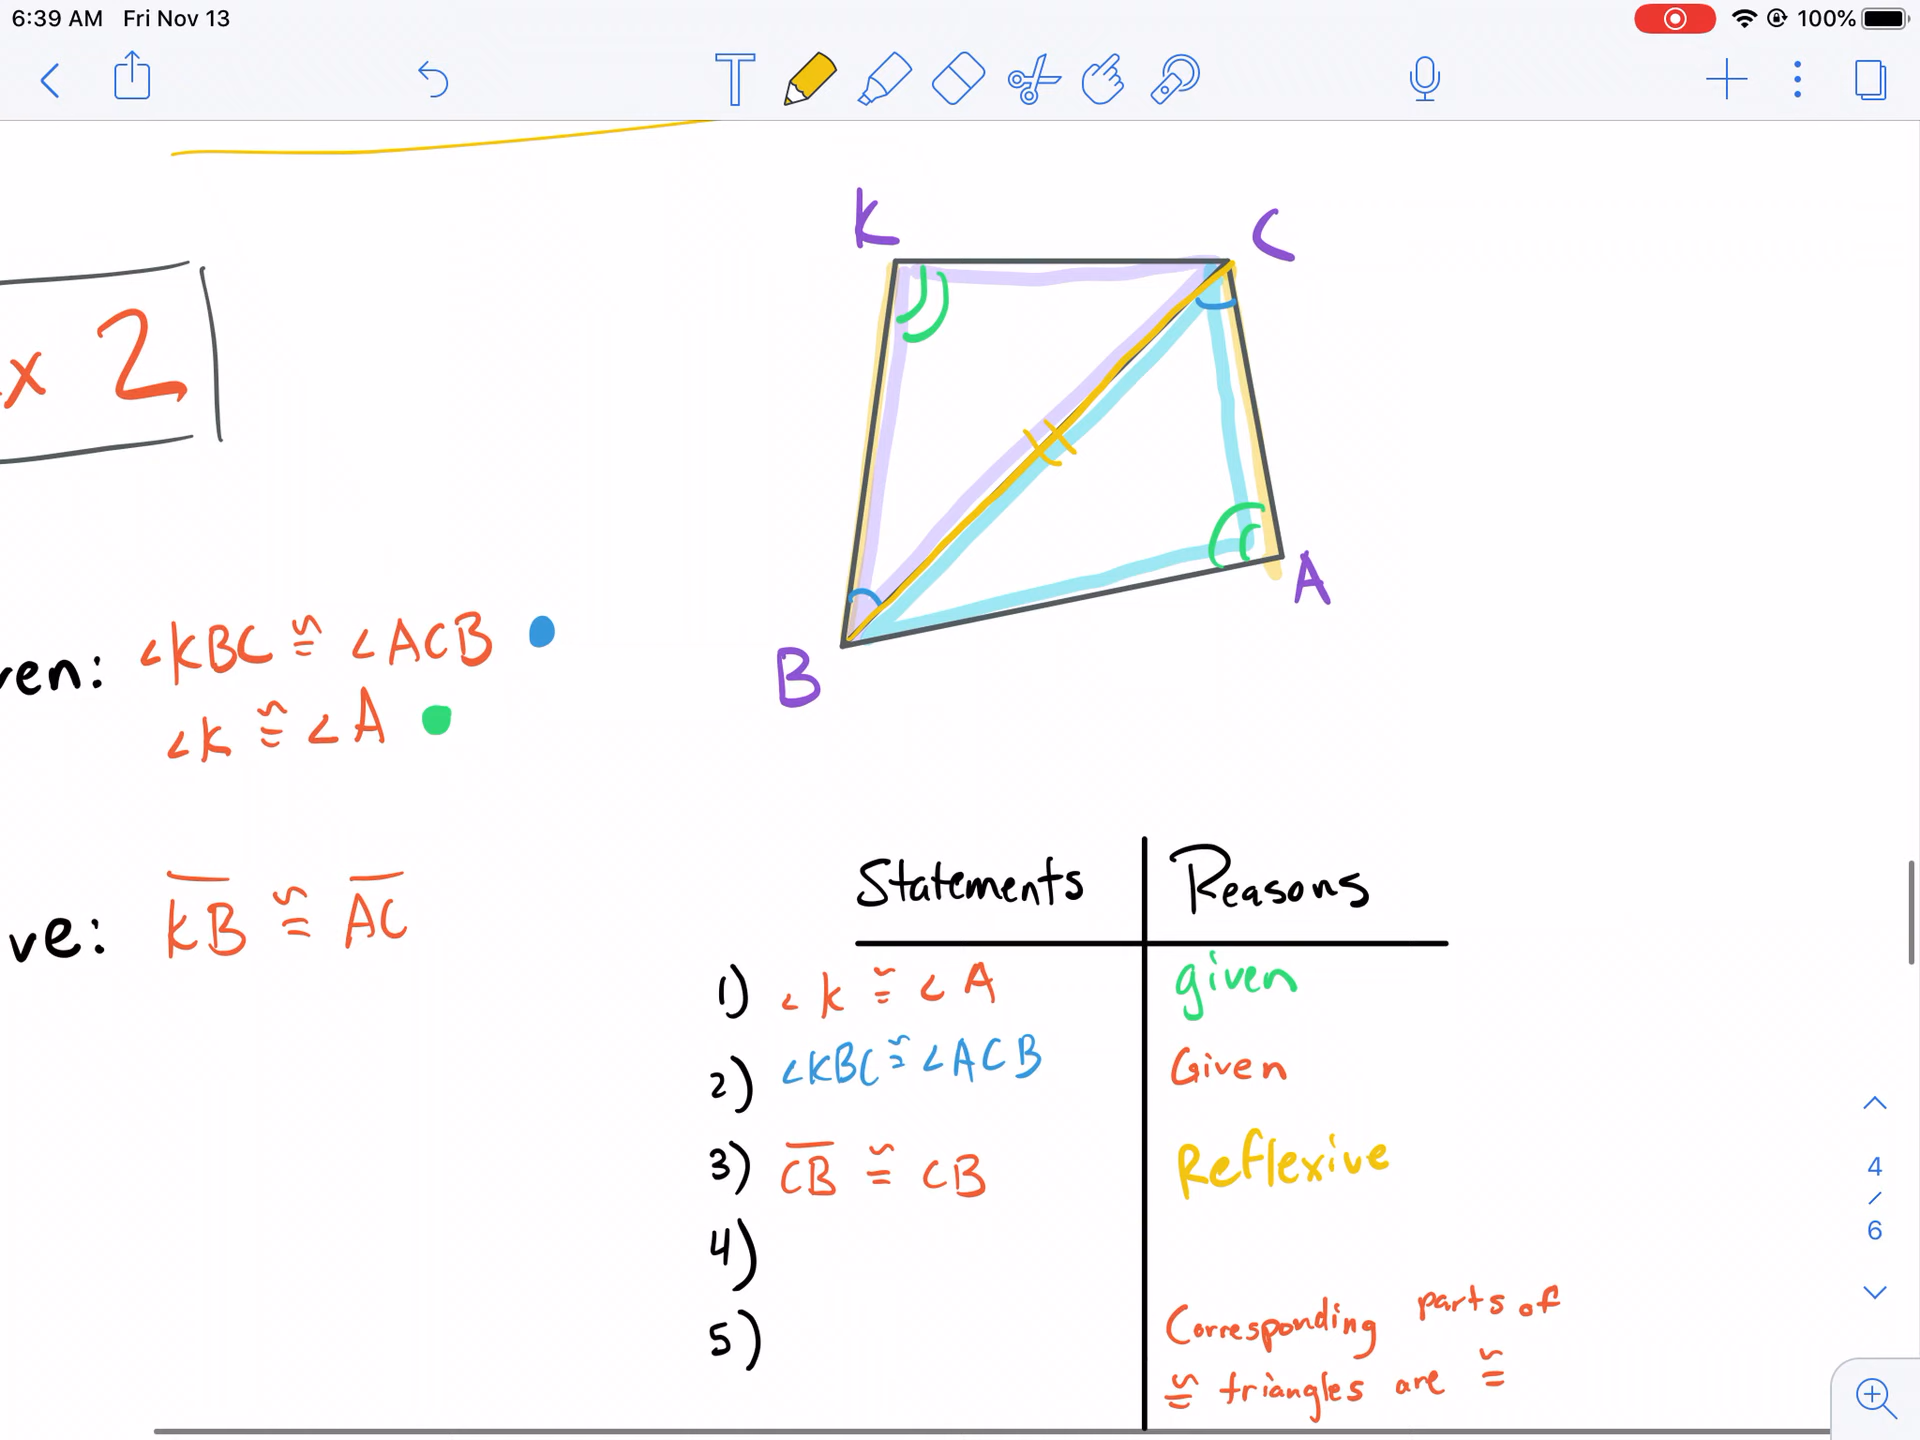 6:39 AM Fri Nov 13
100%
T
K
C
x 2
A
B
ven: ∠KBC ≅ ∠ACB
∠K ≅ ∠A
ve: KB ≅ AC
Statements Reasons
1) ∠K ≅ ∠A given
2) ∠KBC ≅ ∠ACB Given
3) CB ≅ CB Reflexive
4)
5) Corresponding parts of
≅ triangles are ≅
4
/
6